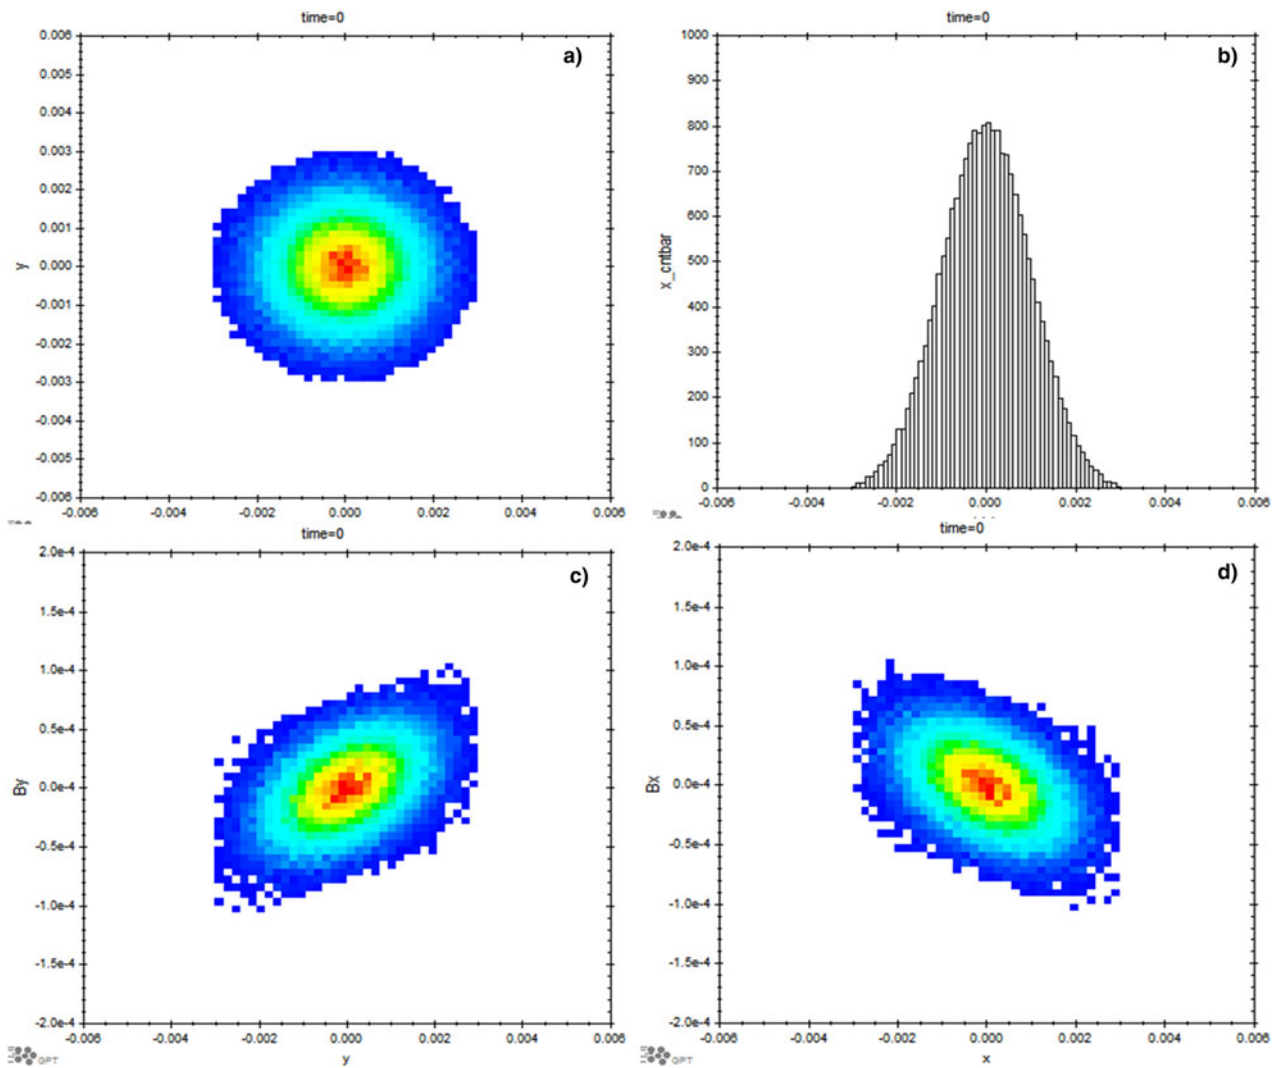 time=0
a)
0.006
0.005
0.004
0.003
0.002
0.001
0.000
-0.001
-0.002
-0.003
-0.004
-0.005
-0.006
y
-0.006 -0.004 -0.002 0.000 0.002 0.004 0.006
time=0
b)
1000
900
800
700
600
500
400
300
200
100
0
x_cntbar
-0.006 -0.004 -0.002 0.000 0.002 0.004 0.006
time=0
c)
2.0e-4
1.5e-4
1.0e-4
0.5e-4
0.0e-4
-0.5e-4
-1.0e-4
-1.5e-4
-2.0e-4
By
-0.006 -0.004 -0.002 0.000 0.002 0.004 0.006
y
GPT
time=0
d)
2.0e-4
1.5e-4
1.0e-4
0.5e-4
0.0e-4
-0.5e-4
-1.0e-4
-1.5e-4
-2.0e-4
Bx
-0.006 -0.004 -0.002 0.000 0.002 0.004 0.006
x
GPT